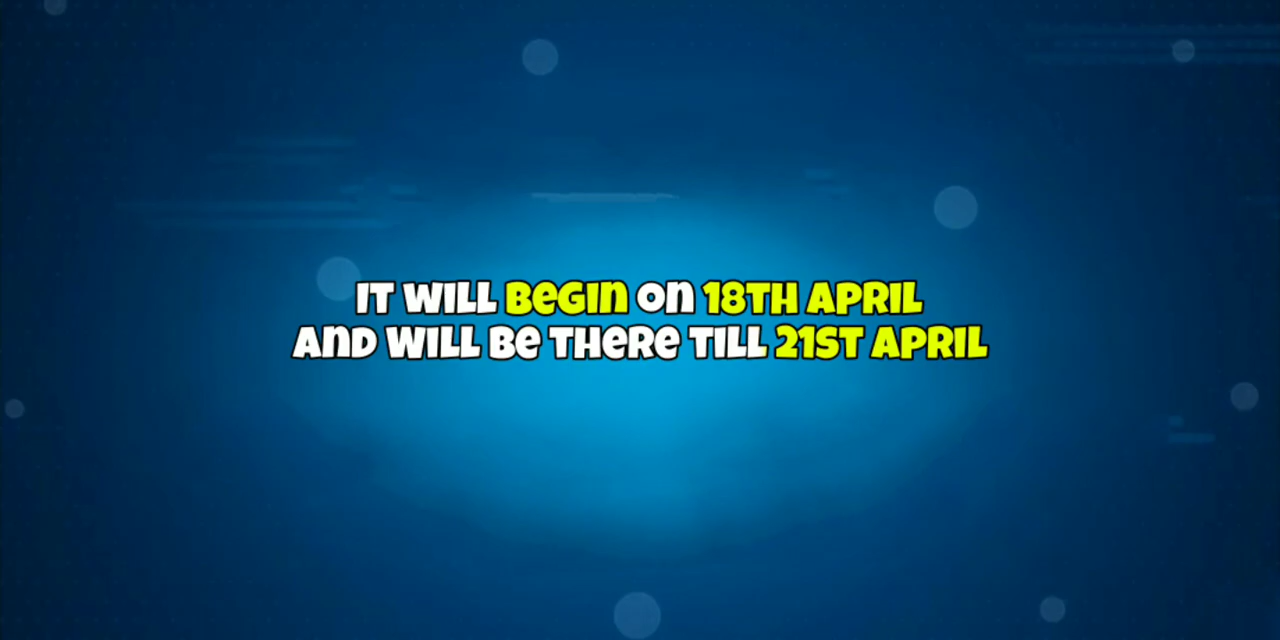 IT WILL BEGIN ON 18TH APRIL
AND WILL BE THERE TILL 21ST APRIL